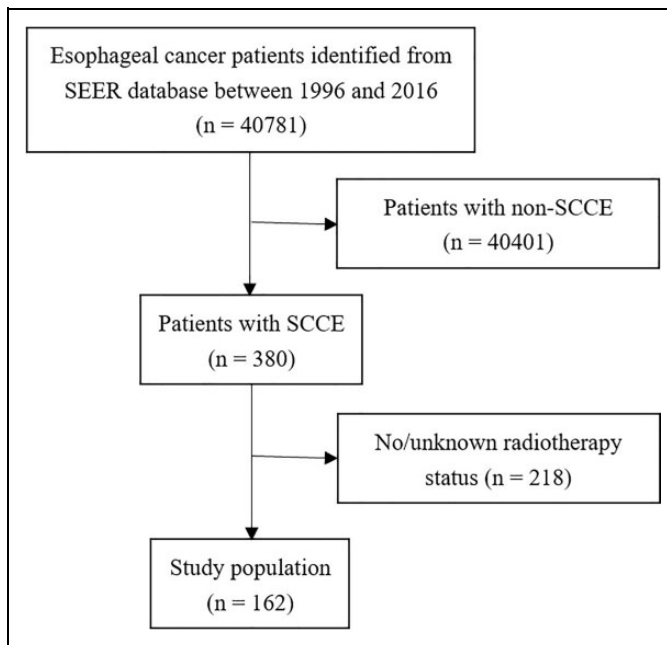 Esophageal cancer patients identified from
SEER database between 1996 and 2016
(n = 40781)
Patients with non-SCCE
(n = 40401)
Patients with SCCE
(n = 380)
No/unknown radiotherapy
status (n = 218)
Study population
(n = 162)